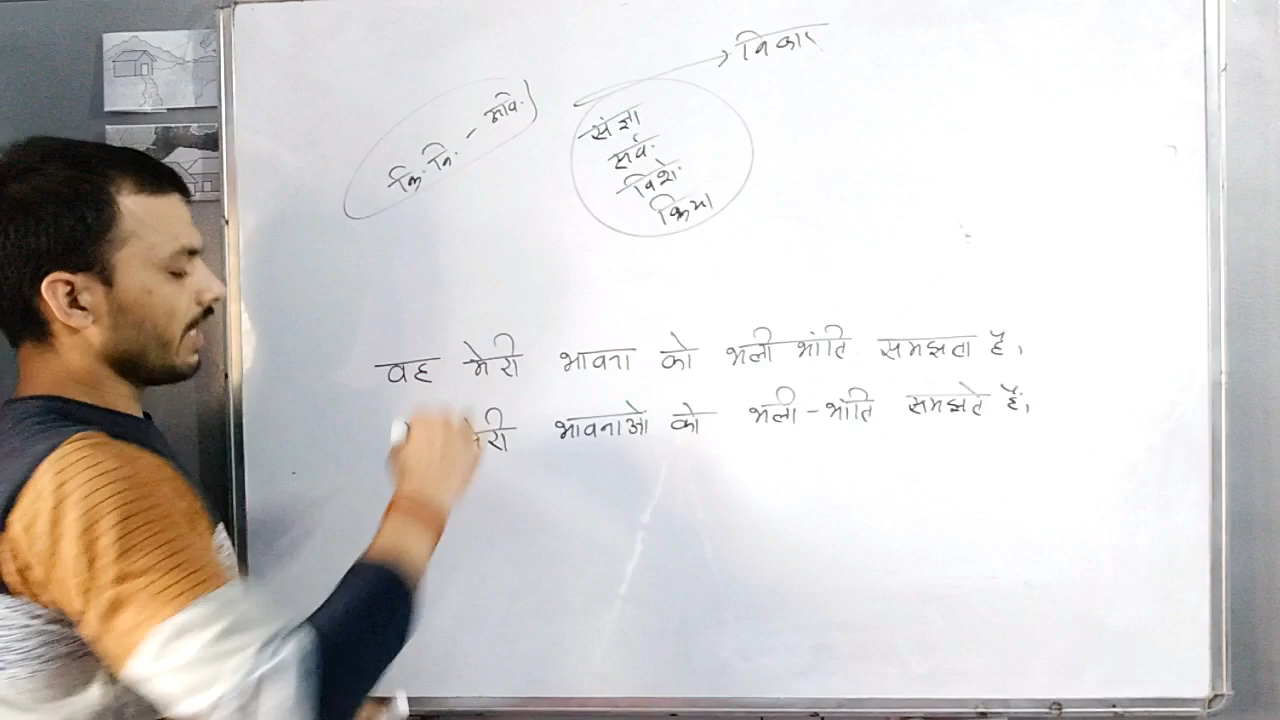 विकार
क्रि. वि. - अवि.)
संज्ञा
सर्व.
विशे.
क्रिया
वह मेरी भावना को भली भांति समझता है।
मेरी भावनाओ को भली-भांति समझते हैं।